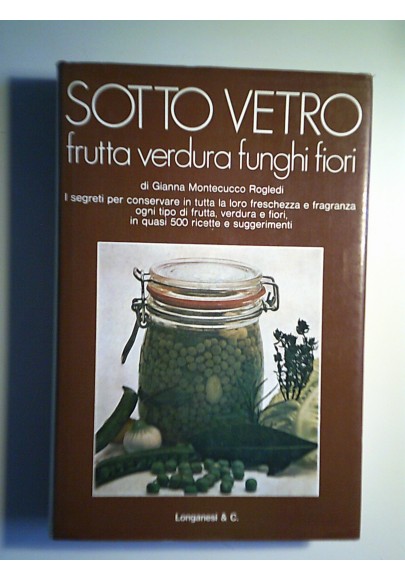 SOTTO VETRO
frutta verdura funghi fiori
di Gianna Montecucco Rogledi
I segreti per conservare in tutta la loro freschezza e fragranza
ogni tipo di frutta, verdura e fiori,
in quasi 500 ricette e suggerimenti
Longanesi & C.